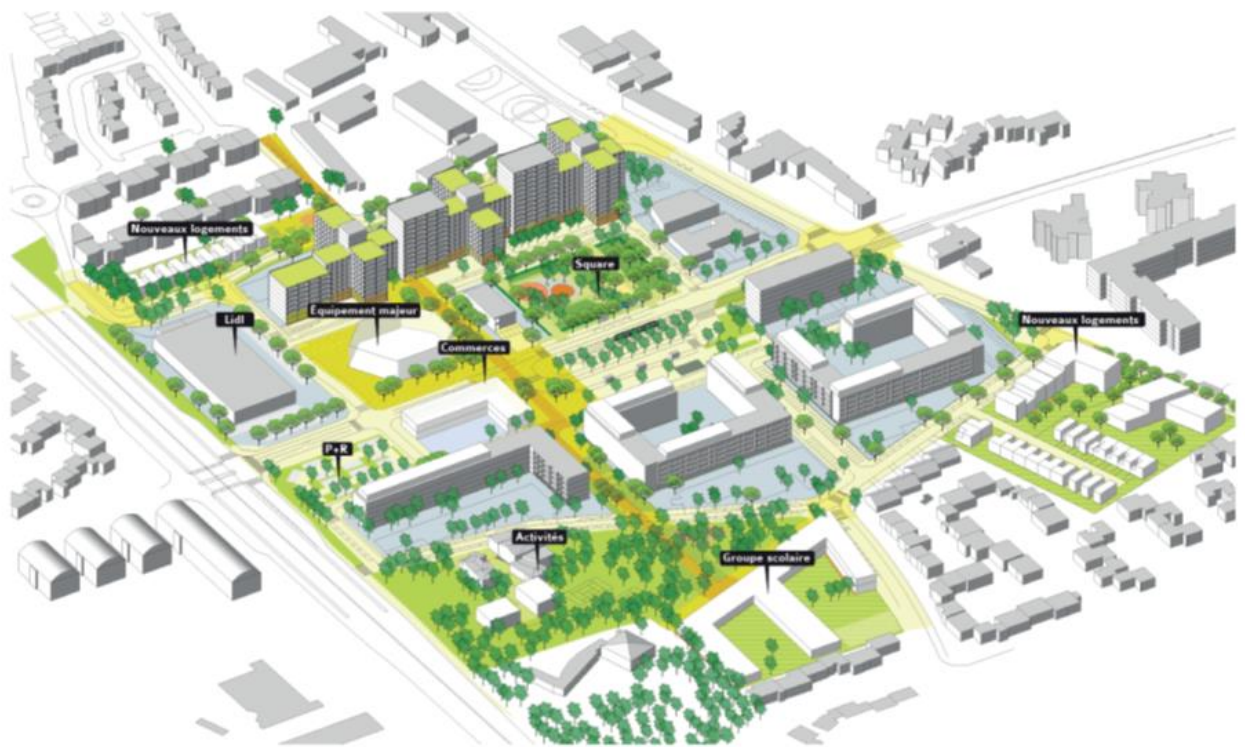 Nouveaux logements
Square
Équipement majeur
Lidl
Nouveaux logements
Commerces
P+R
Activités
Groupe scolaire